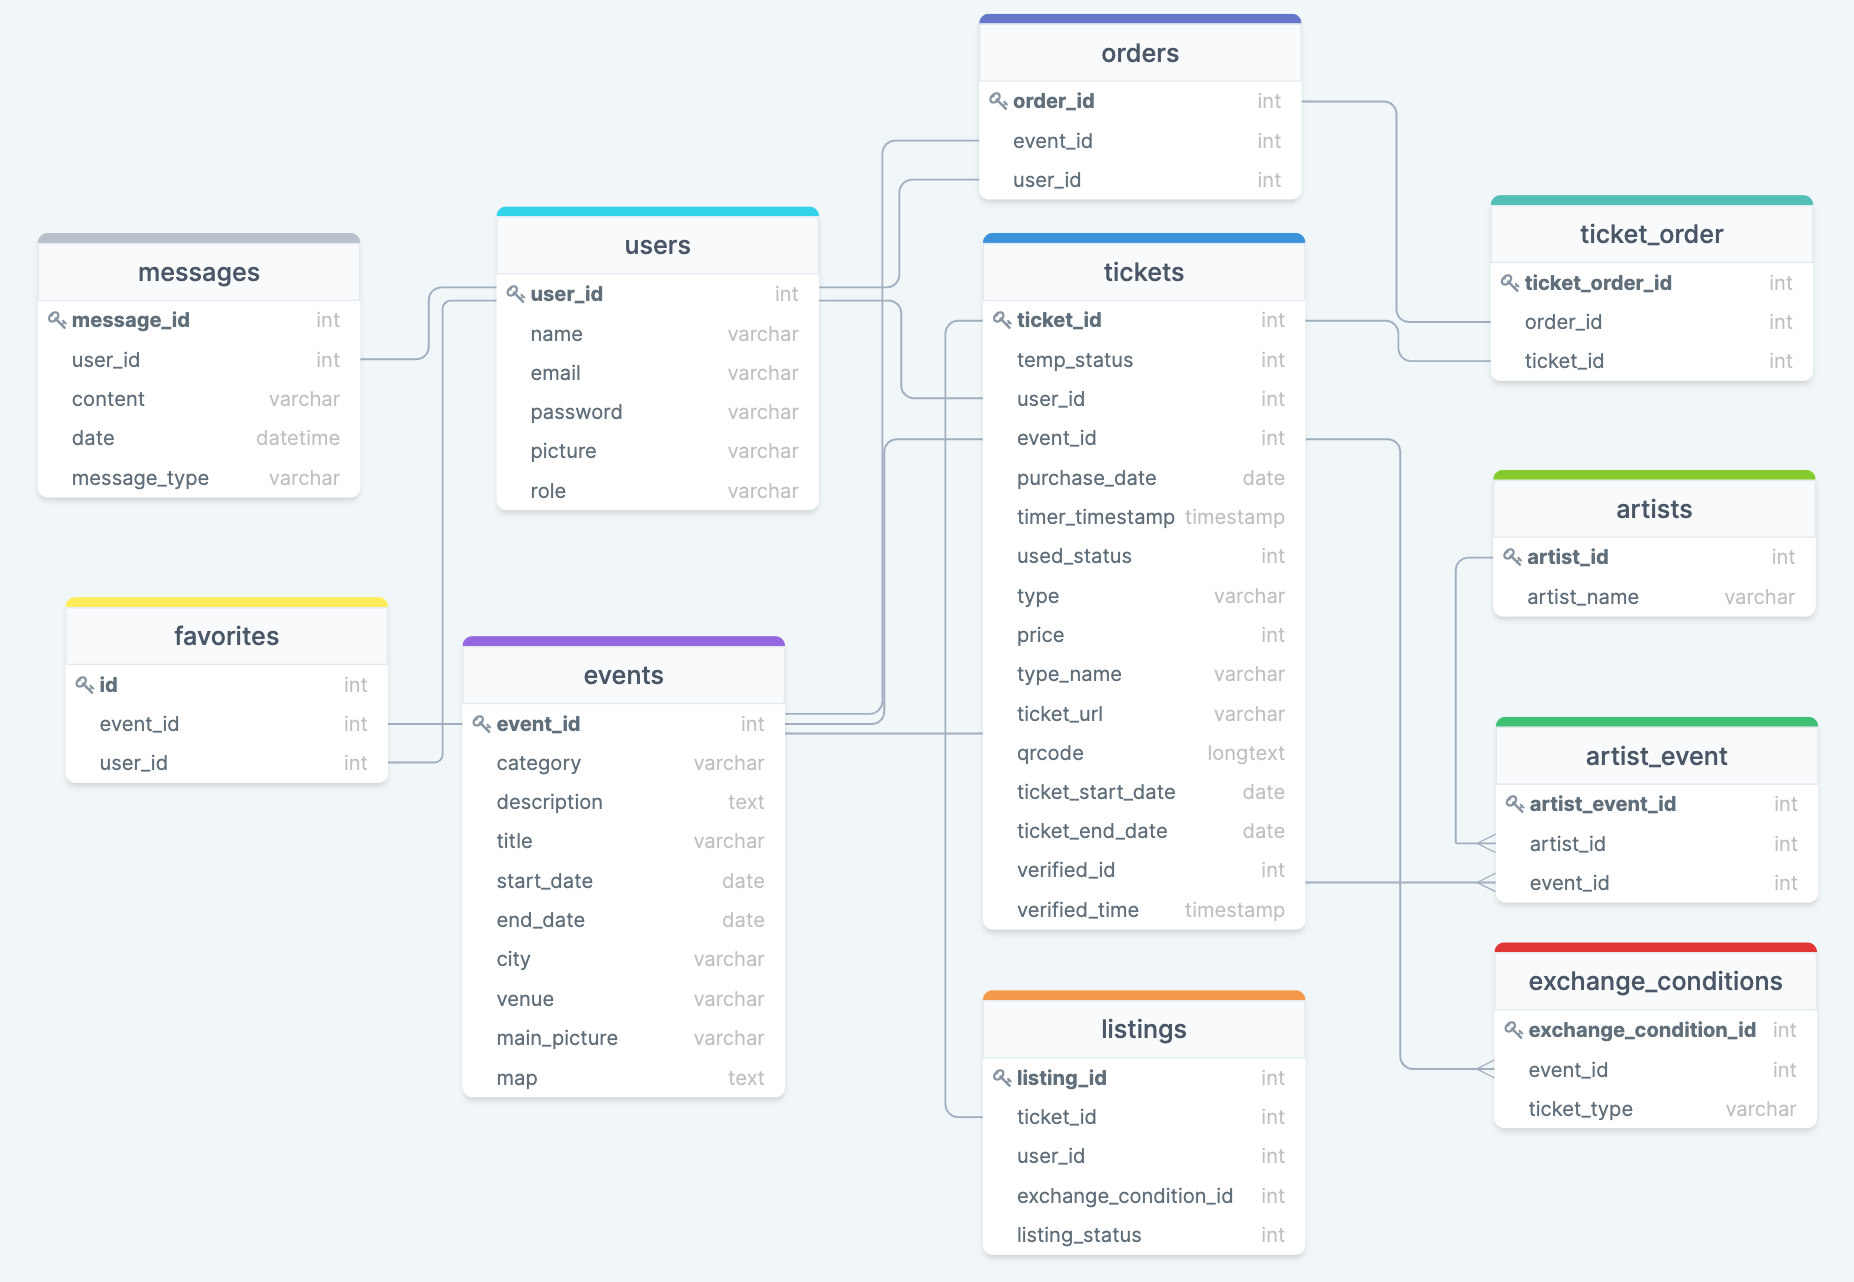 orders
order_id int
event_id int
user_id int
messages
message_id int
user_id int
content varchar
date datetime
message_type varchar
users
user_id int
name varchar
email varchar
password varchar
picture varchar
role varchar
tickets
ticket_id int
temp_status int
user_id int
event_id int
purchase_date date
timer_timestamp timestamp
used_status int
type varchar
price int
type_name varchar
ticket_url varchar
qrcode longtext
ticket_start_date date
ticket_end_date date
verified_id int
verified_time timestamp
ticket_order
ticket_order_id int
order_id int
ticket_id int
artists
artist_id int
artist_name varchar
favorites
id int
event_id int
user_id int
events
event_id int
category varchar
description text
title varchar
start_date date
end_date date
city varchar
venue varchar
main_picture varchar
map text
artist_event
artist_event_id int
artist_id int
event_id int
listings
listing_id int
ticket_id int
user_id int
exchange_condition_id int
listing_status int
exchange_conditions
exchange_condition_id int
event_id int
ticket_type varchar